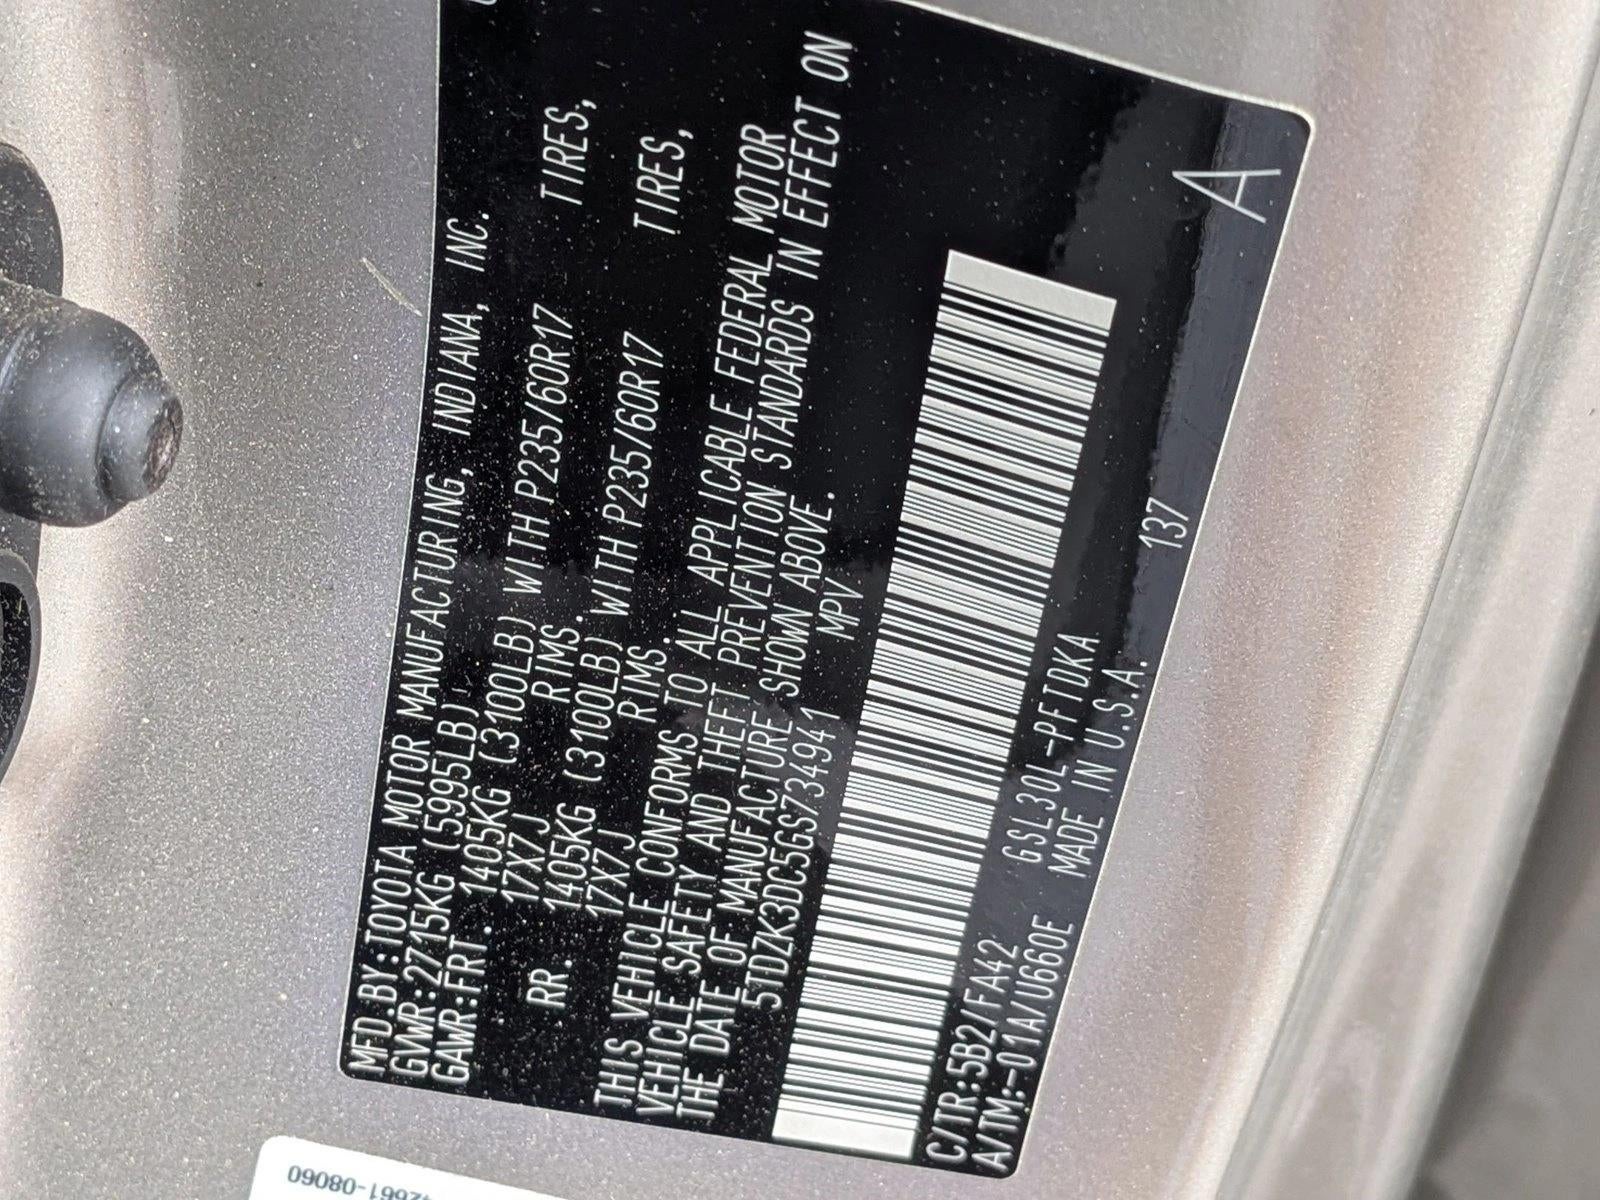 MFD.BY:TOYOTA MOTOR MANUFACTURING, INDIANA, INC.
GVWR:2715KG (5995LB)
GAWR:FRT. 1405KG (3100LB) WITH P235/60R17 TIRES,
17X7J RIMS.
RR. 1405KG (3100LB) WITH P235/60R17 TIRES,
17X7J RIMS.
THIS VEHICLE CONFORMS TO ALL APPLICABLE FEDERAL MOTOR
VEHICLE SAFETY AND THEFT PREVENTION STANDARDS IN EFFECT ON
THE DATE OF MANUFACTURE SHOWN ABOVE.
5TDZK3DC5GS734941 MPV
C/TR:5B2/FA42
A/TM:-01A/U660E GSL30L-PFTDKA
MADE IN U.S.A. 137
A
42661-08060